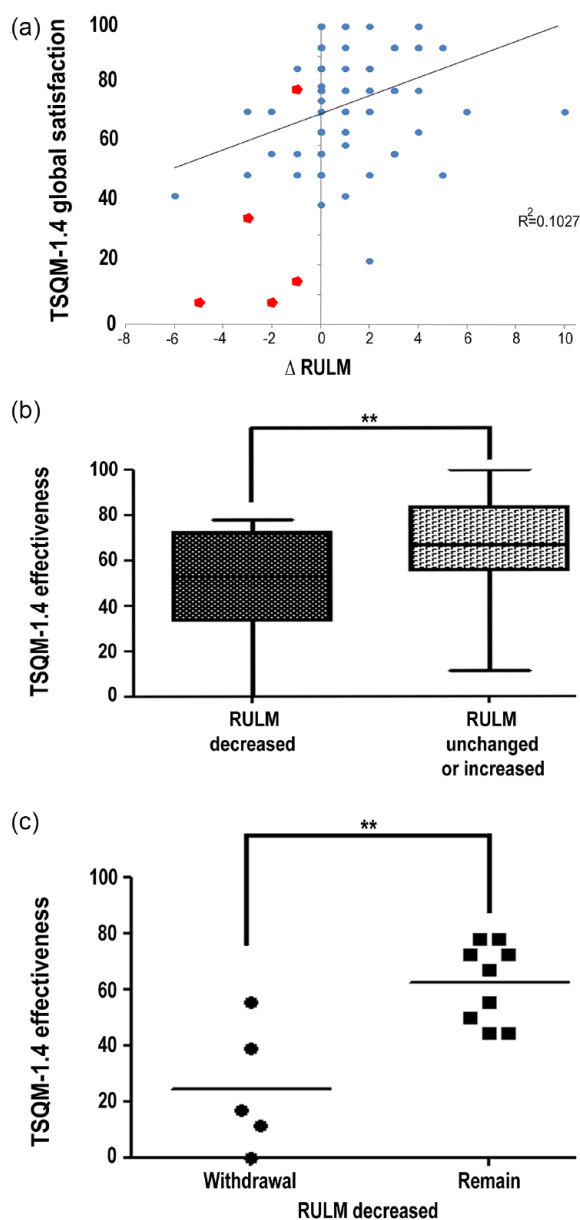 (a)
TSQM-1.4 global satisfaction
100
80
60
40
20
0
-8 -6 -4 -2 0 2 4 6 8 10
R2=0.1027
Δ RULM
(b)
**
TSQM-1.4 effectiveness
100
80
60
40
20
0
RULM
decreased
RULM
unchanged
or increased
(c)
**
TSQM-1.4 effectiveness
100
80
60
40
20
0
Withdrawal Remain
RULM decreased